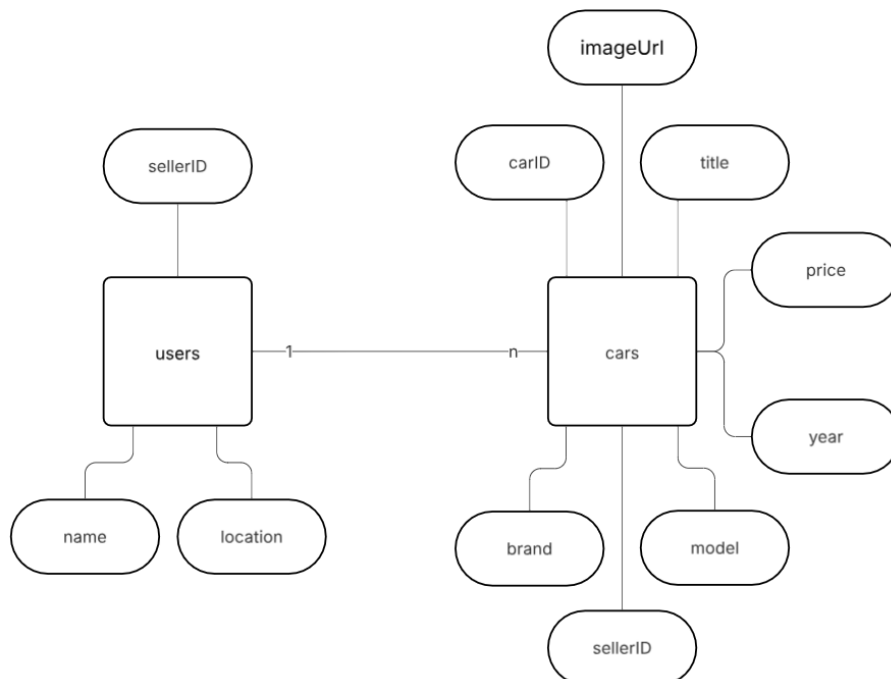 imageUrl
sellerID
carID
title
price
users
1
n
cars
year
name
location
brand
model
sellerID